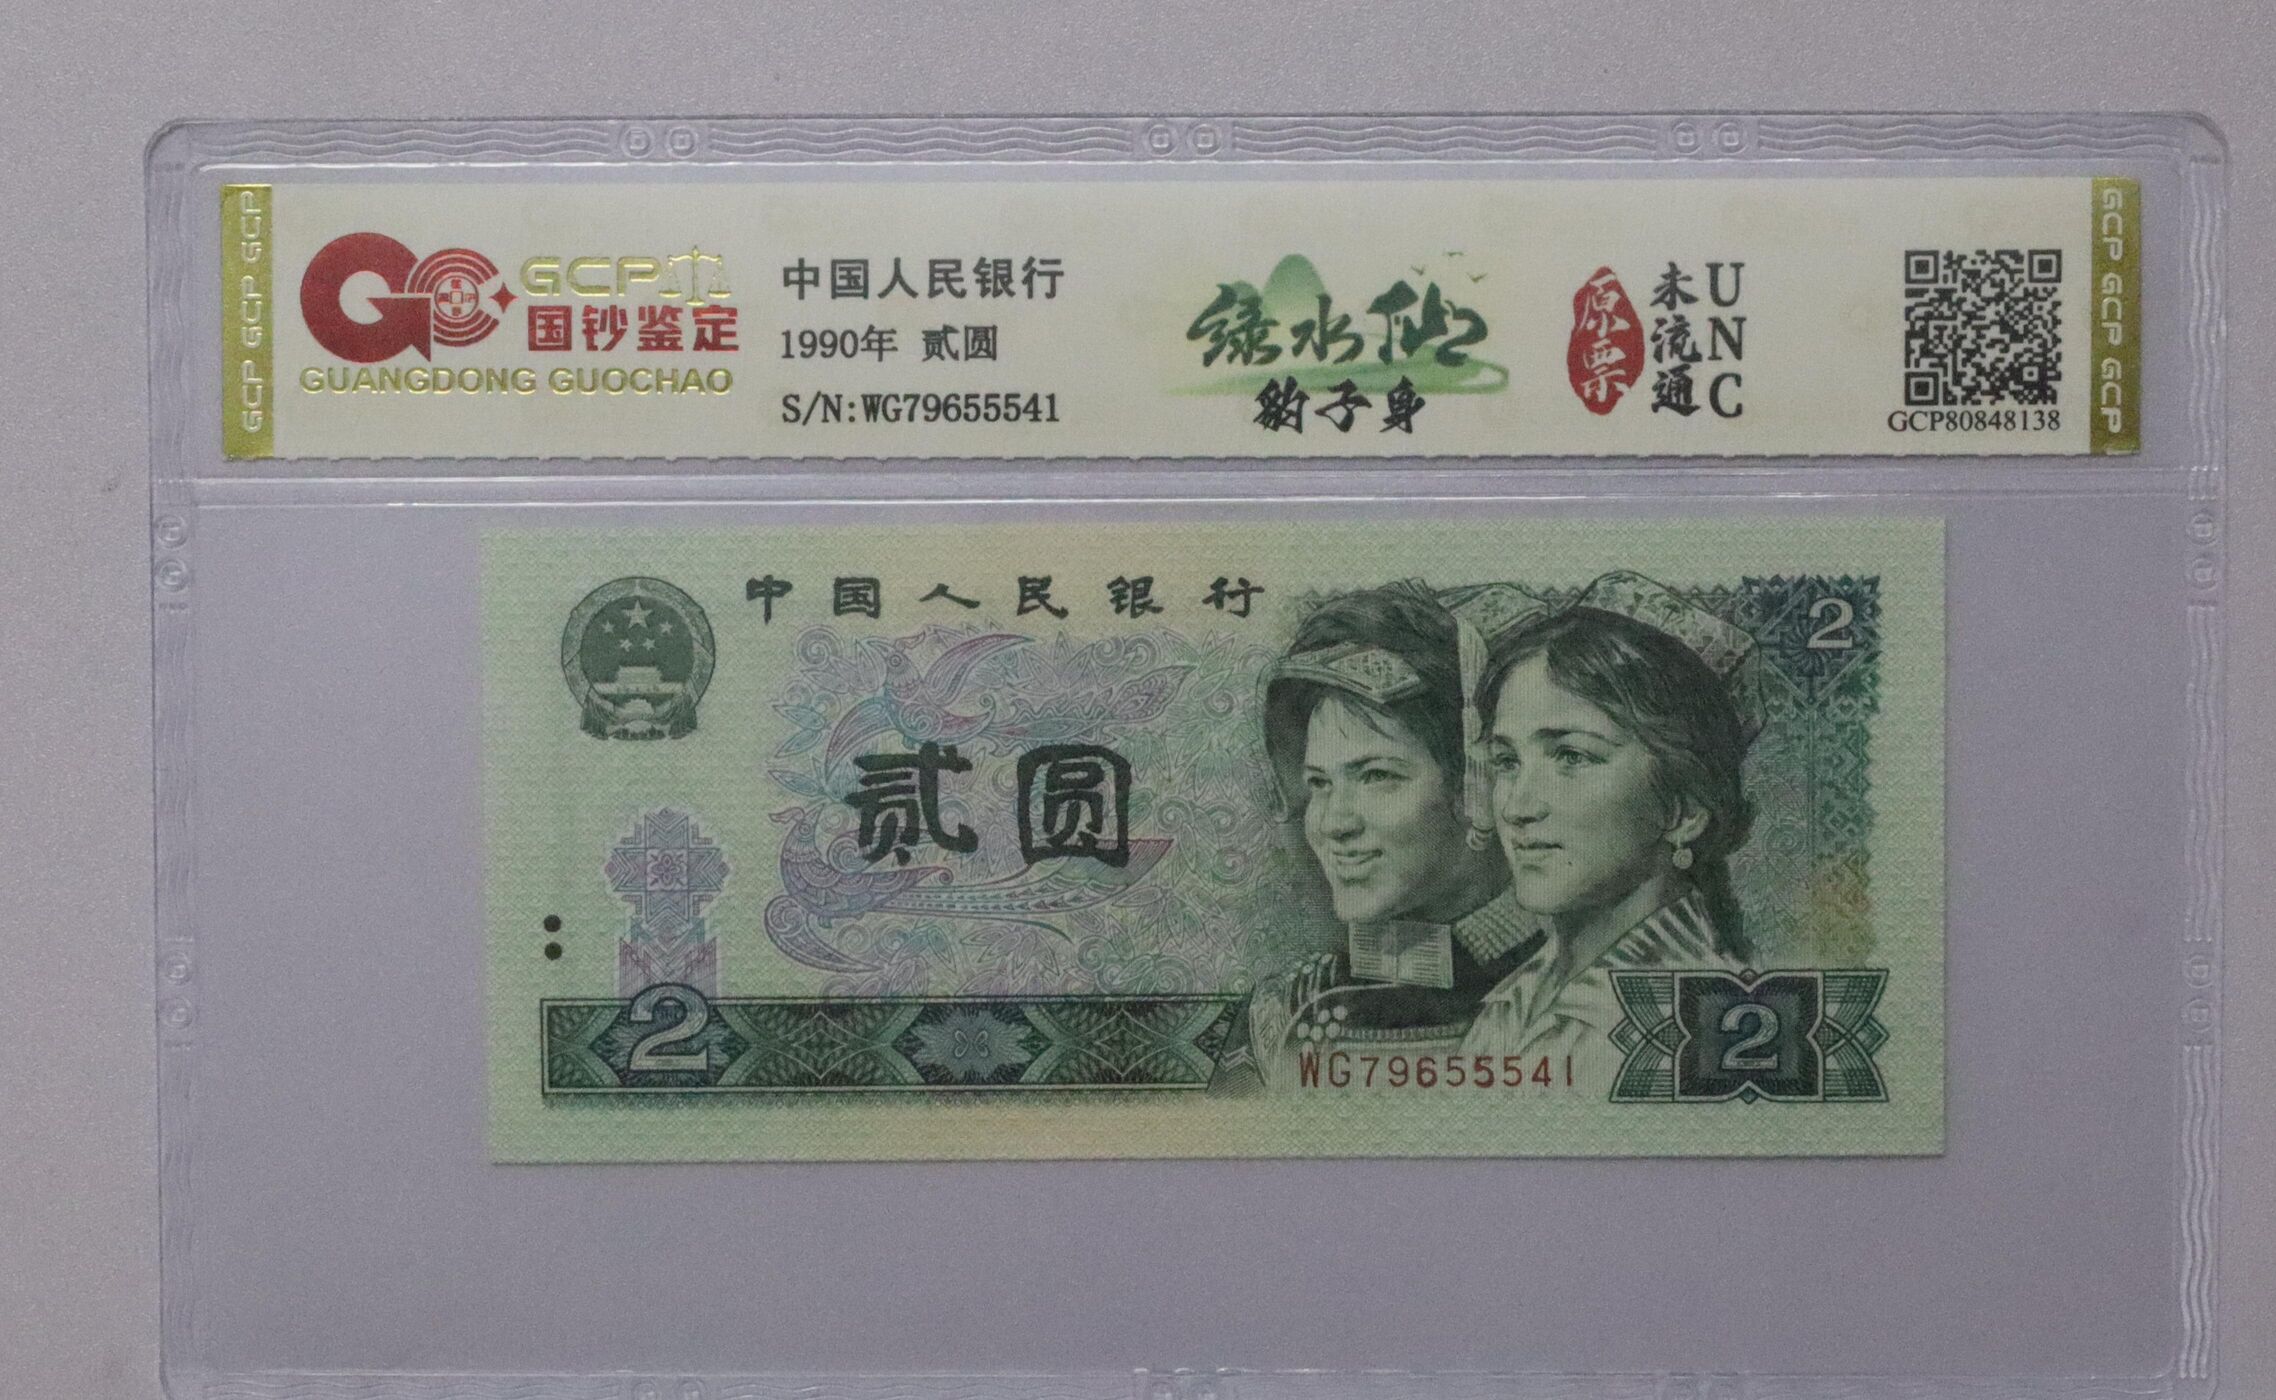 GCP GCP GCP
GCP
国钞鉴定
GUANGDONG GUOCHAO
中国人民银行
1990年 贰圆
S/N:WG79655541
绿水仙
豹子身
原票
未流通
UNC
GCP80848138
GCP GCP GCP
中国人民银行
2
贰圆
2
2
WG79655541